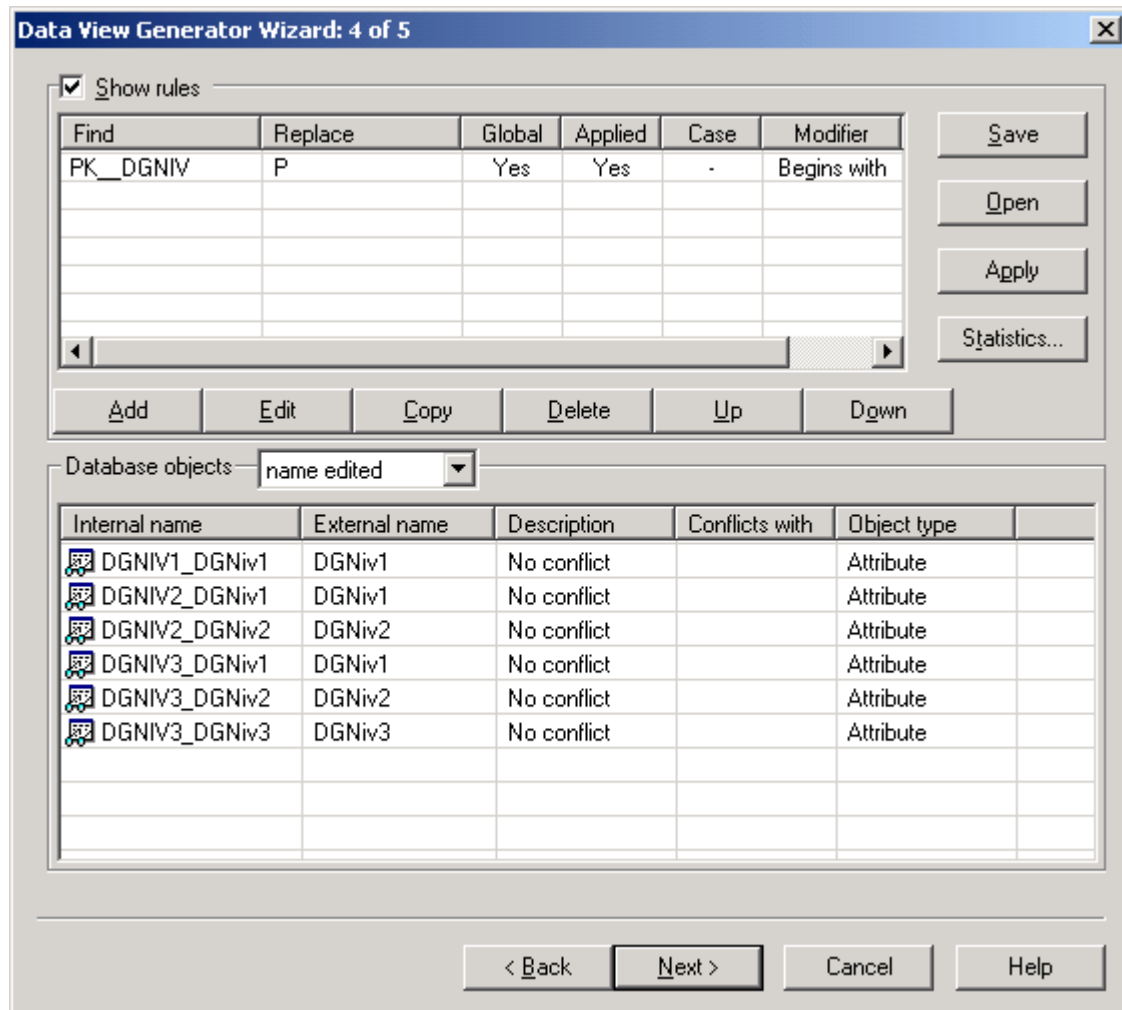 Data View Generator Wizard: 4 of 5
Show rules
Find Replace Global Applied Case Modifier
PK__DGNIV P Yes Yes - Begins with
Save
Open
Apply
Statistics...
Add Edit Copy Delete Up Down
Database objects name edited
Internal name External name Description Conflicts with Object type
DGNIV1_DGNiv1 DGNiv1 No conflict Attribute
DGNIV2_DGNiv1 DGNiv1 No conflict Attribute
DGNIV2_DGNiv2 DGNiv2 No conflict Attribute
DGNIV3_DGNiv1 DGNiv1 No conflict Attribute
DGNIV3_DGNiv2 DGNiv2 No conflict Attribute
DGNIV3_DGNiv3 DGNiv3 No conflict Attribute
< Back Next > Cancel Help